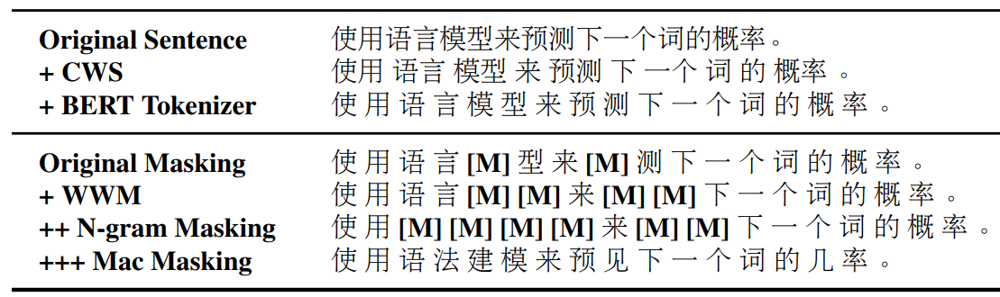 Original Sentence 使用语言模型来预测下一个词的概率。
+ CWS 使用 语言 模型 来 预测 下 一个 词 的 概率 。
+ BERT Tokenizer 使 用 语 言 模 型 来 预 测 下 一 个 词 的 概 率 。
Original Masking 使 用 语 言 [M] 型 来 [M] 测 下 一 个 词 的 概 率 。
+ WWM 使 用 语 言 [M] [M] 来 [M] [M] 下 一 个 词 的 概 率 。
++ N-gram Masking 使 用 [M] [M] [M] [M] 来 [M] [M] 下 一 个 词 的 概 率 。
+++ Mac Masking 使 用 语 法 建 模 来 预 见 下 一 个 词 的 几 率 。